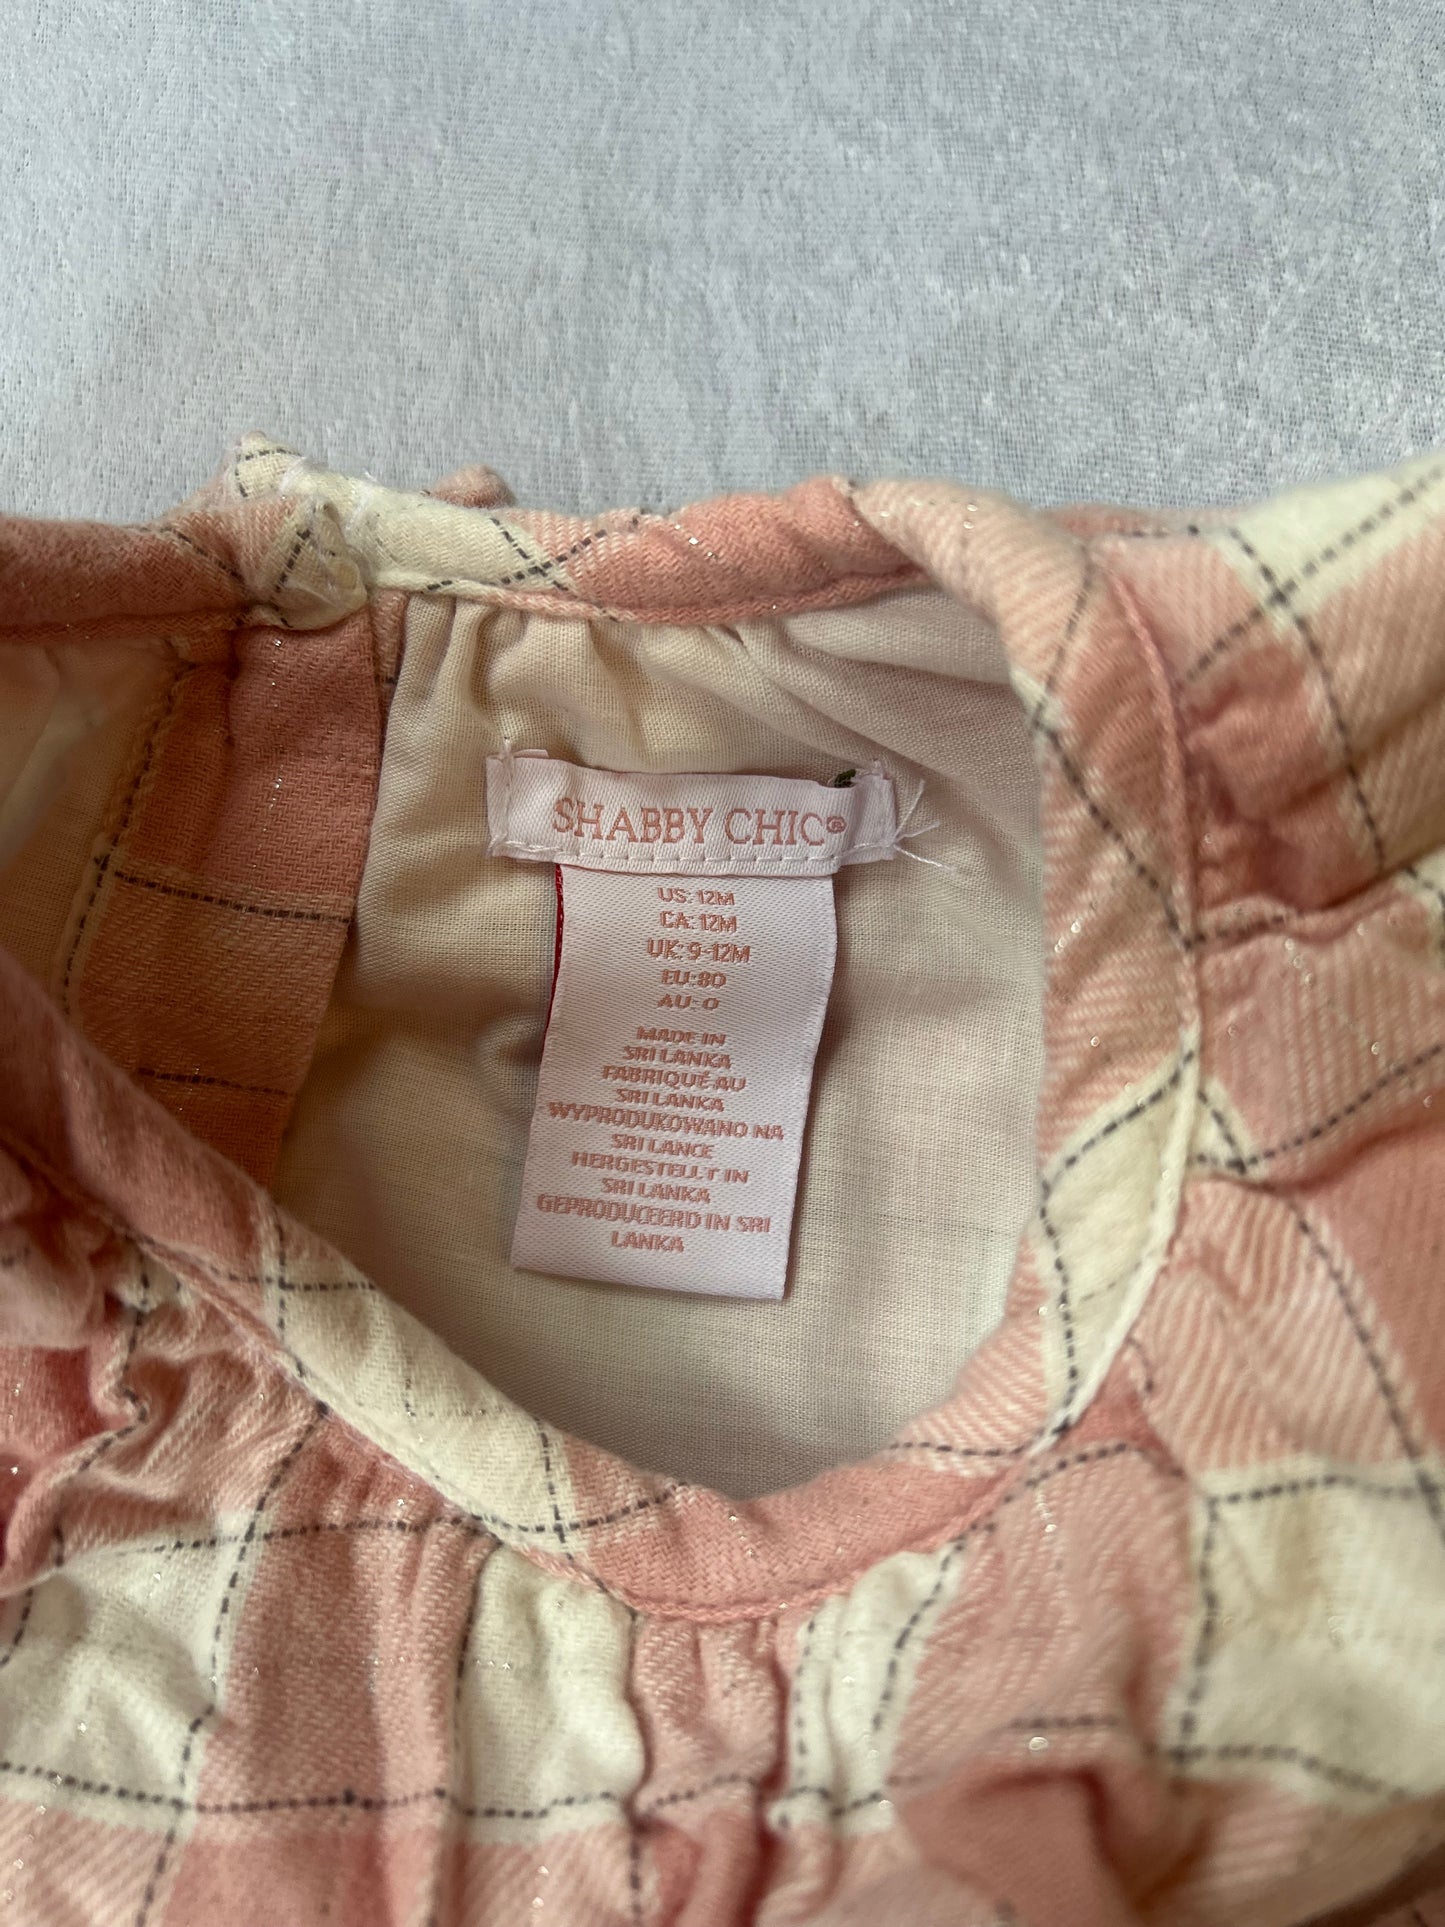 SHABBY CHIC®
US: 12M
CA: 12M
UK: 9-12M
EU: 80
AU: 0
MADE IN
SRI LANKA
FABRIQUÉ AU
SRI LANKA
WYPRODUKOWANO NA
SRI LANCE
HERGESTELLT IN
SRI LANKA
GEPRODUCEERD IN SRI
LANKA